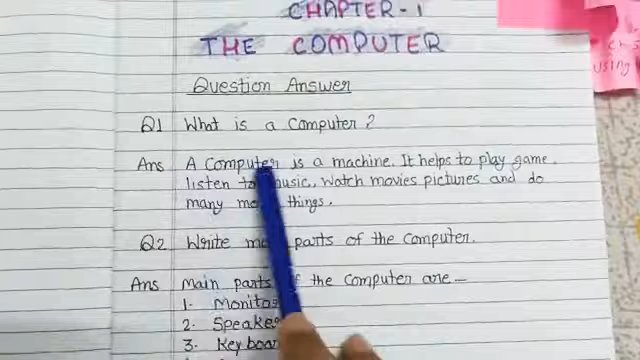 CHAPTER - 1
THE COMPUTER
Question Answer
Q1 What is a Computer?
Ans A Computer is a machine. It helps to play game
listen to music, watch movies pictures and do
many more things.
Q2 Write main parts of the computer.
Ans Main parts of the computer are —
1. Monitor
2. Speaker
3. Keyboard
using